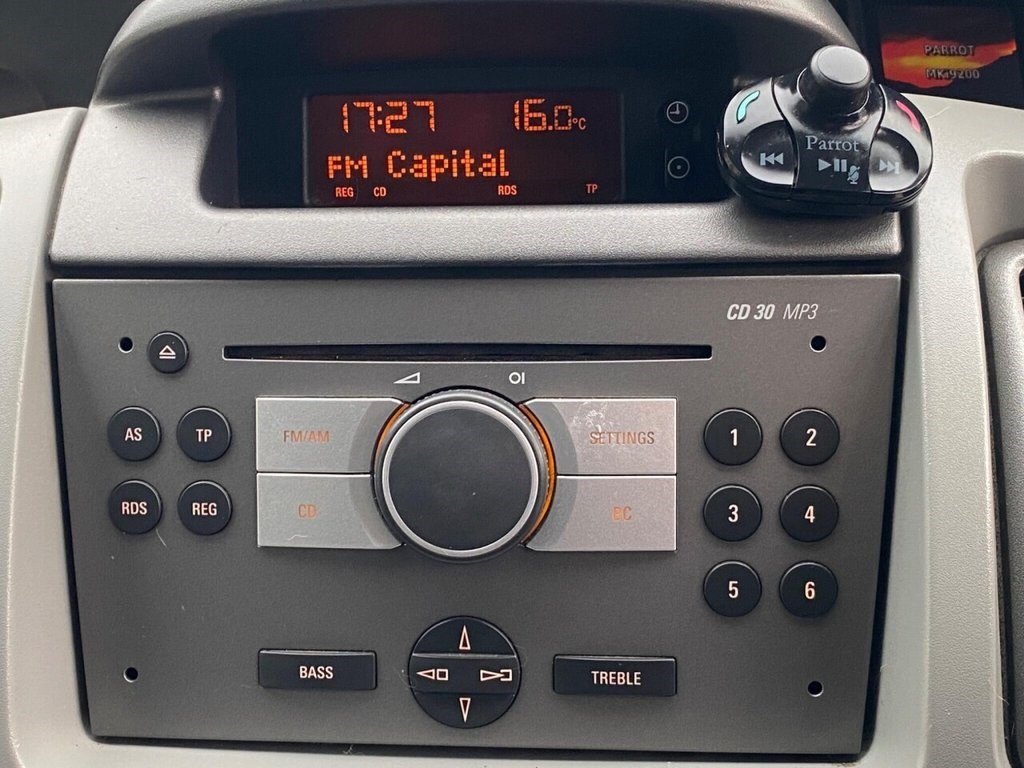 PARROT
MKi9200
17:27 16.0°C
FM Capital
REG CD RDS TP
Parrot
CD 30 MP3
AS TP
FM/AM SETTINGS
1 2
RDS REG
CD BC
3 4
5 6
BASS TREBLE